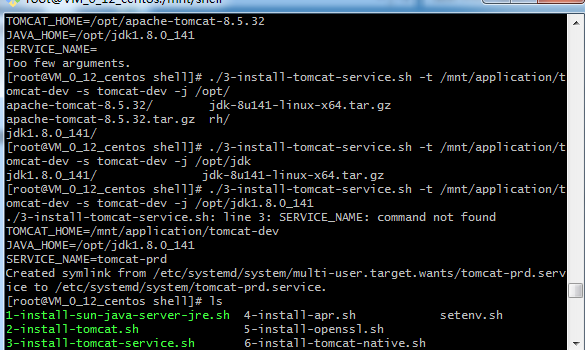 root@VM_0_12_centos:/mnt/shell
TOMCAT_HOME=/opt/apache-tomcat-8.5.32
JAVA_HOME=/opt/jdk1.8.0_141
SERVICE_NAME=
Too few arguments.
[root@VM_0_12_centos shell]# ./3-install-tomcat-service.sh -t /mnt/application/t
omcat-dev -s tomcat-dev -j /opt/
apache-tomcat-8.5.32/ jdk-8u141-linux-x64.tar.gz
apache-tomcat-8.5.32.tar.gz rh/
jdk1.8.0_141/
[root@VM_0_12_centos shell]# ./3-install-tomcat-service.sh -t /mnt/application/t
omcat-dev -s tomcat-dev -j /opt/jdk
jdk1.8.0_141/ jdk-8u141-linux-x64.tar.gz
[root@VM_0_12_centos shell]# ./3-install-tomcat-service.sh -t /mnt/application/t
omcat-dev -s tomcat-dev -j /opt/jdk1.8.0_141
./3-install-tomcat-service.sh: line 3: SERVICE_NAME: command not found
TOMCAT_HOME=/mnt/application/tomcat-dev
JAVA_HOME=/opt/jdk1.8.0_141
SERVICE_NAME=tomcat-prd
Created symlink from /etc/systemd/system/multi-user.target.wants/tomcat-prd.serv
ice to /etc/systemd/system/tomcat-prd.service.
[root@VM_0_12_centos shell]# ls
1-install-sun-java-server-jre.sh 4-install-apr.sh setenv.sh
2-install-tomcat.sh 5-install-openssl.sh
3-install-tomcat-service.sh 6-install-tomcat-native.sh